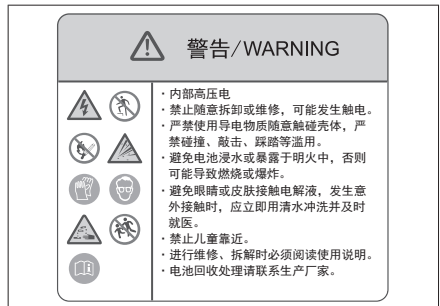 警告/WARNING
·内部高压电
·禁止随意拆卸或维修，可能发生触电。
·严禁使用导电物质随意触碰壳体，严
禁碰撞、敲击、踩踏等滥用。
·避免电池浸水或暴露于明火中，否则
可能导致燃烧或爆炸。
·避免眼睛或皮肤接触电解液，发生意
外接触时，应立即用清水冲洗并及时
就医。
·禁止儿童靠近。
·进行维修、拆解时必须阅读使用说明。
·电池回收处理请联系生产厂家。